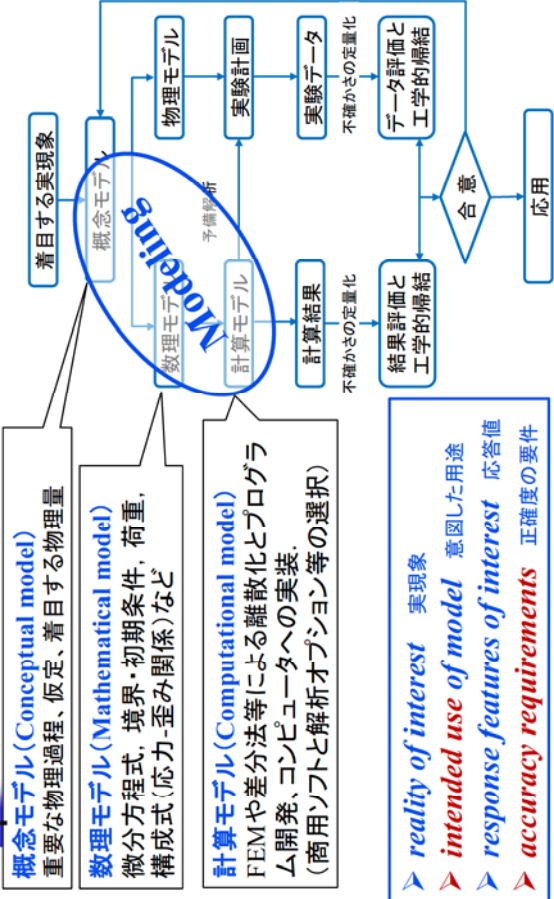 概念モデル(Conceptual model)
重要な物理過程、仮定、着目する物理量
数理モデル(Mathematical model)
微分方程式, 境界・初期条件, 荷重,
構成式(応力-歪み関係)など
計算モデル(Computational model)
FEMや差分法等による離散化とプログラ
ム開発、コンピュータへの実装.
(商用ソフトと解析オプション等の選択)
➢ reality of interest 実現象
➢ intended use of model 意図した用途
➢ response features of interest 応答値
➢ accuracy requirements 正確度の要件
着目する実現象
概念モデル
Modeling
数理モデル
物理モデル
予備解析
計算モデル
実験計画
計算結果
実験データ
不確かさの定量化
不確かさの定量化
結果評価と
工学的帰結
データ評価と
工学的帰結
合意
応用